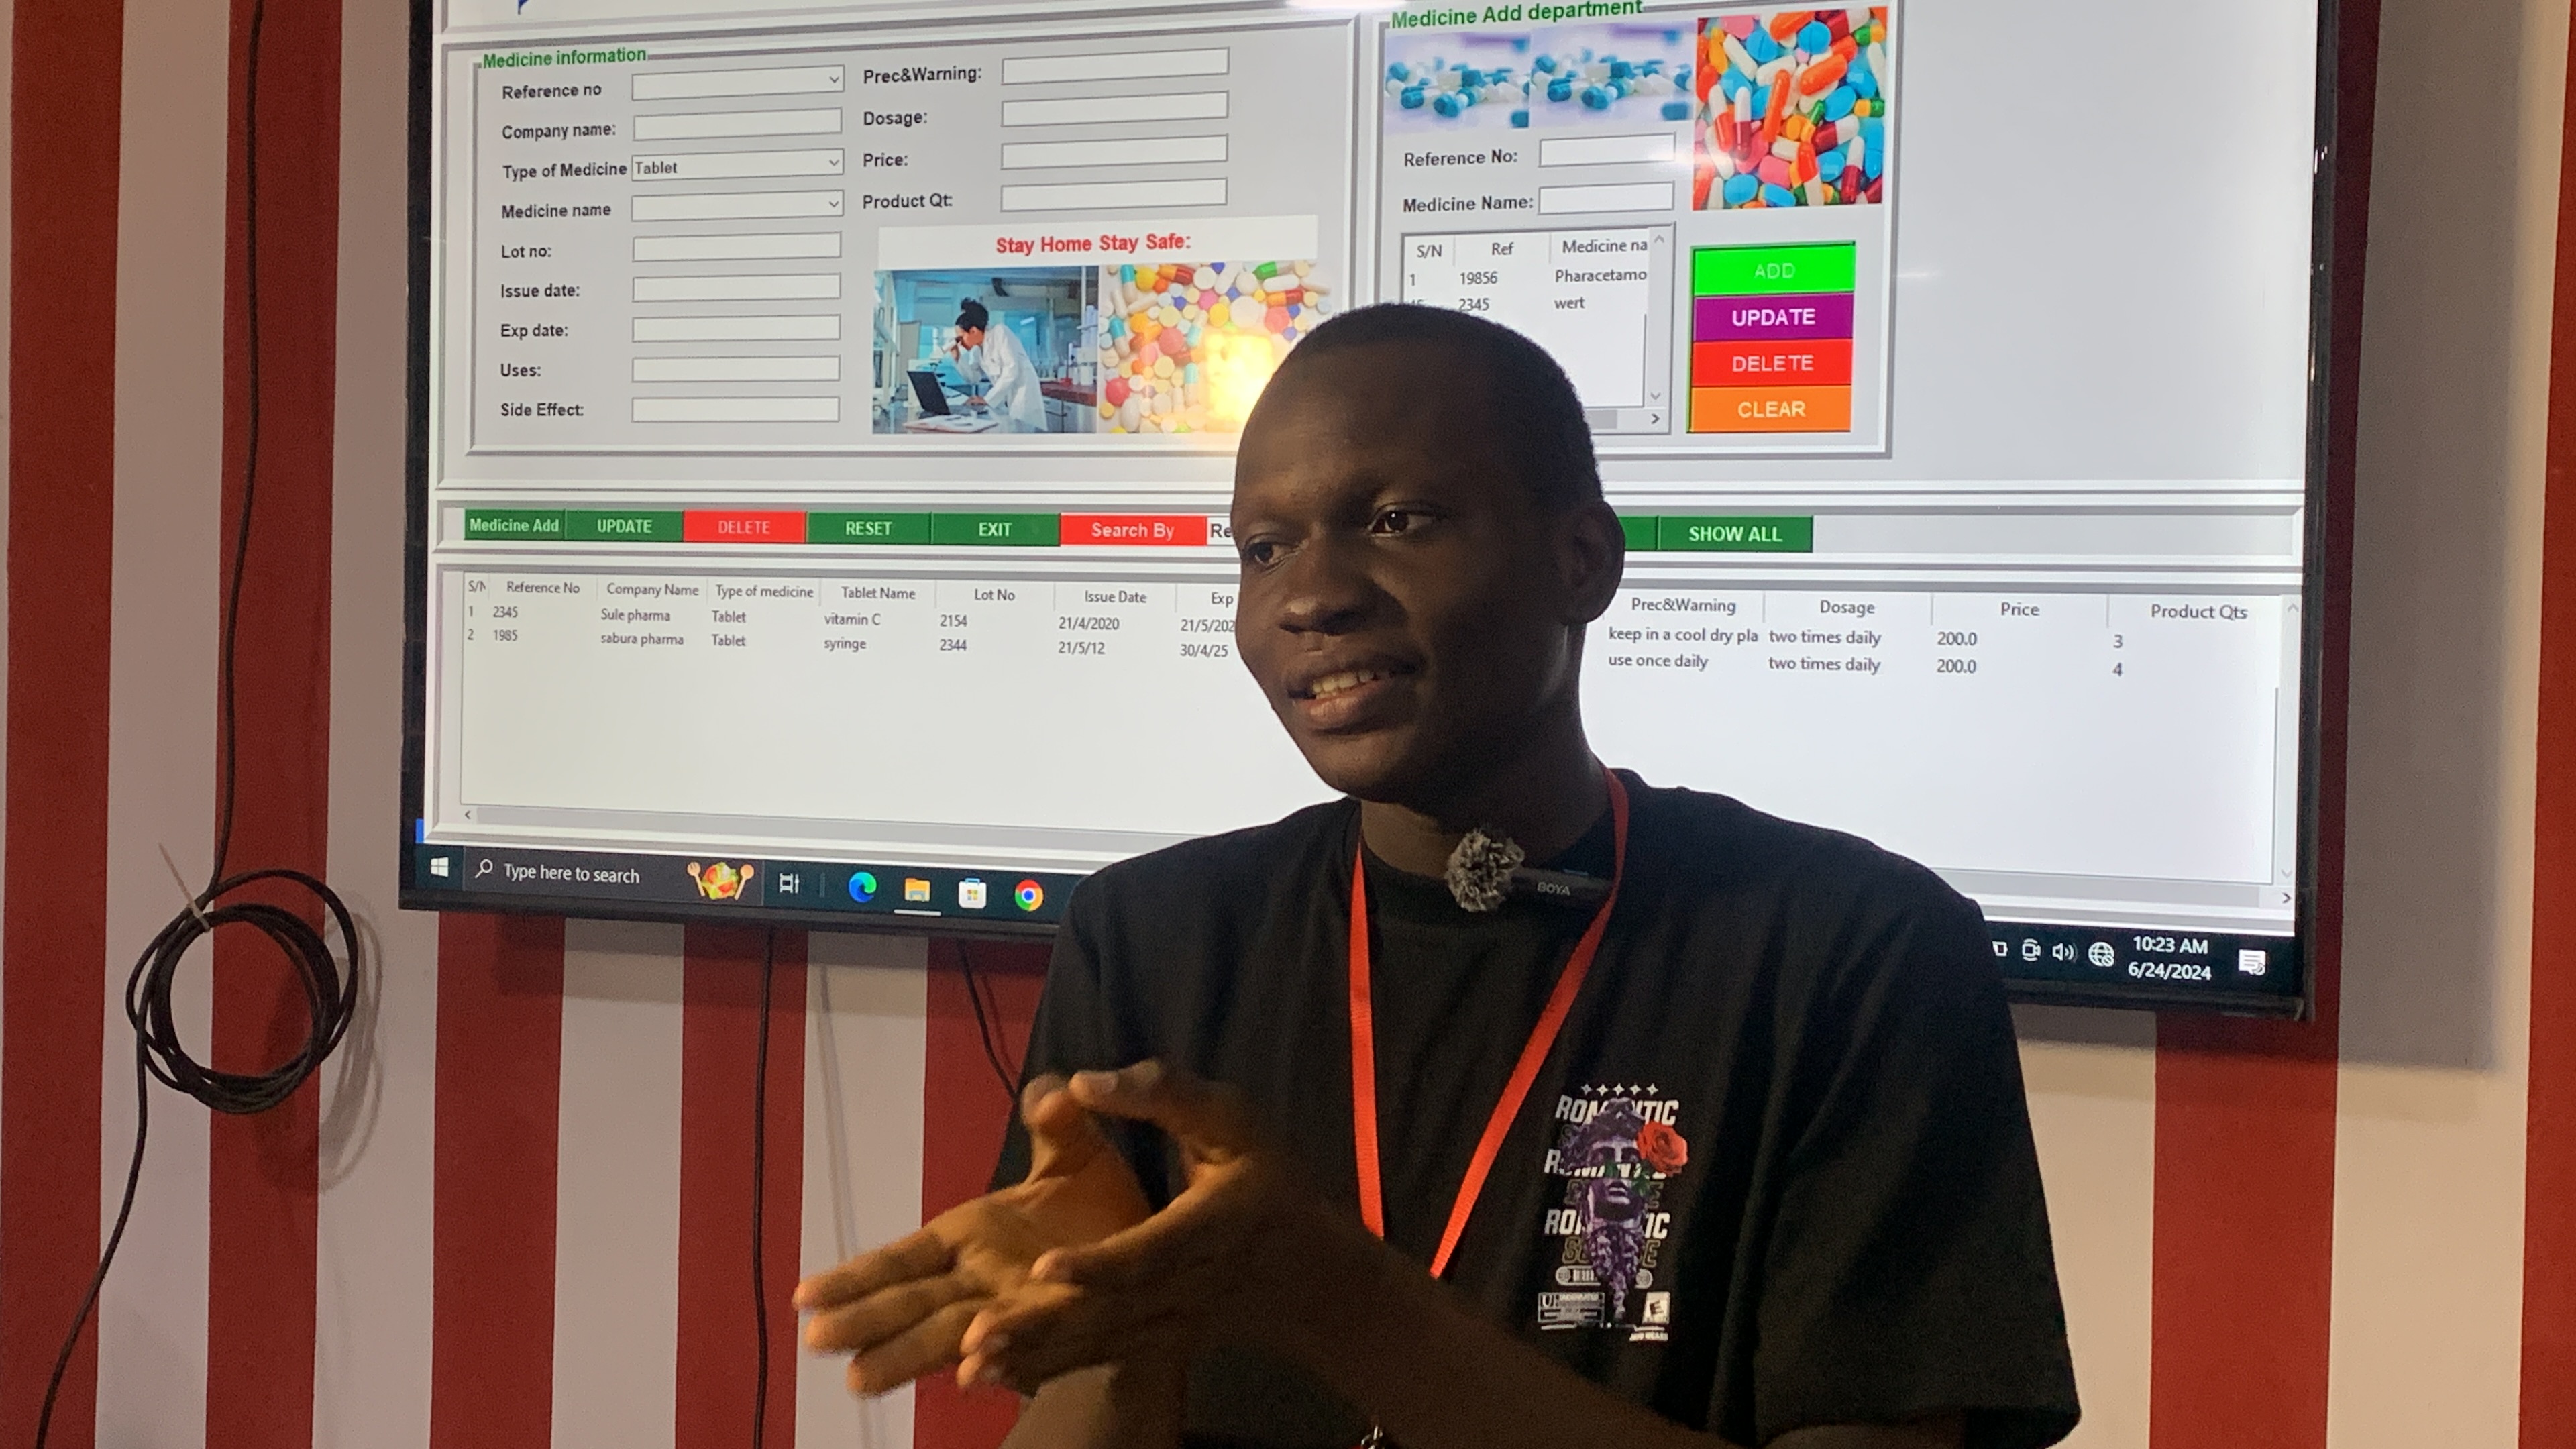 Medicine information
Reference no
Company name:
Type of Medicine Tablet
Medicine name
Lot no:
Issue date:
Exp date:
Uses:
Side Effect:
Prec&Warning:
Dosage:
Price:
Product Qt:
Stay Home Stay Safe:
Medicine Add department
Reference No:
Medicine Name:
S/N Ref Medicine na
1 19856 Pharacetamo
2345 wert
ADD
UPDATE
DELETE
CLEAR
Medicine Add UPDATE DELETE RESET EXIT Search By Re SHOW ALL
S/N Reference No Company Name Type of medicine Tablet Name Lot No Issue Date Exp Prec&Warning Dosage Price Product Qts
1 2345 Sule pharma Tablet vitamin C 2154 21/4/2020 21/5/202 keep in a cool dry pla two times daily 200.0 3
2 1985 sabura pharma Tablet syringe 2344 21/5/12 30/4/25 use once daily two times daily 200.0 4
Type here to search
10:23 AM
6/24/2024
BOYA
ROMANTIC
E